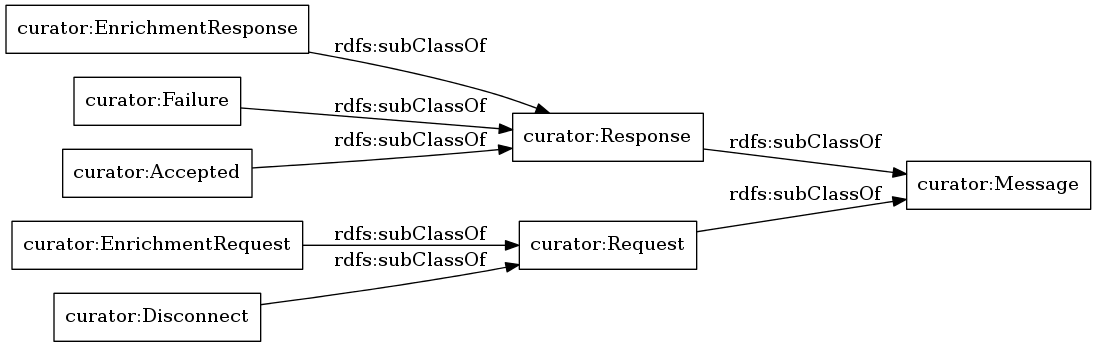 curator:EnrichmentResponse
rdfs:subClassOf
curator:Failure
rdfs:subClassOf
curator:Response
rdfs:subClassOf
curator:Accepted
rdfs:subClassOf
curator:Message
rdfs:subClassOf
curator:EnrichmentRequest
rdfs:subClassOf
curator:Request
rdfs:subClassOf
curator:Disconnect